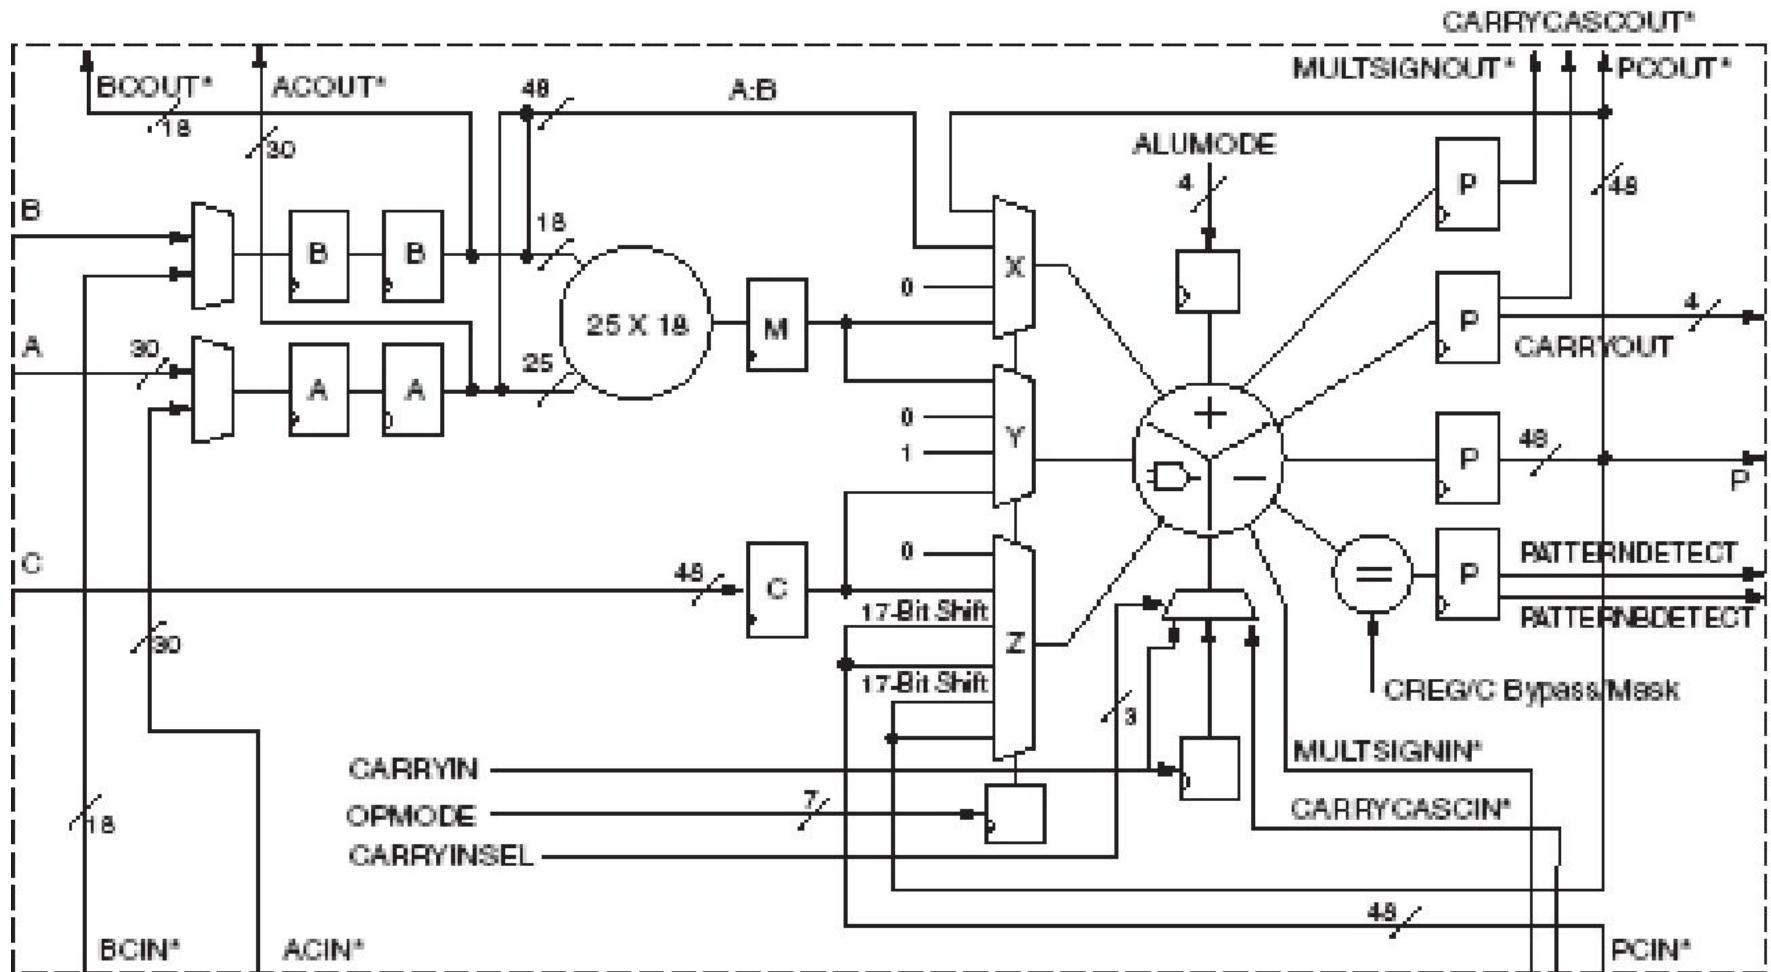 CARRYCASCOUT*
MULTSIGNOUT* PCOUT*
BCOUT* ACOUT* 48 A:B
18
30
ALUMODE
4
48
B
18
B B
P
X
0
25 X 18
M
P
4
CARRYOUT
A 30
25
A A
0
1
Y
+
−
P
48
P
C
48
C
0
17-Bit Shift
Z
17-Bit Shift
=
P
PATTERNDETECT
PATTERNBDETECT
30
CREG/C Bypass/Mask
3
CARRYIN
MULTSIGNIN*
OPMODE 7
CARRYCASCIN*
18
CARRYINSEL
48
BCIN* ACIN* PCIN*